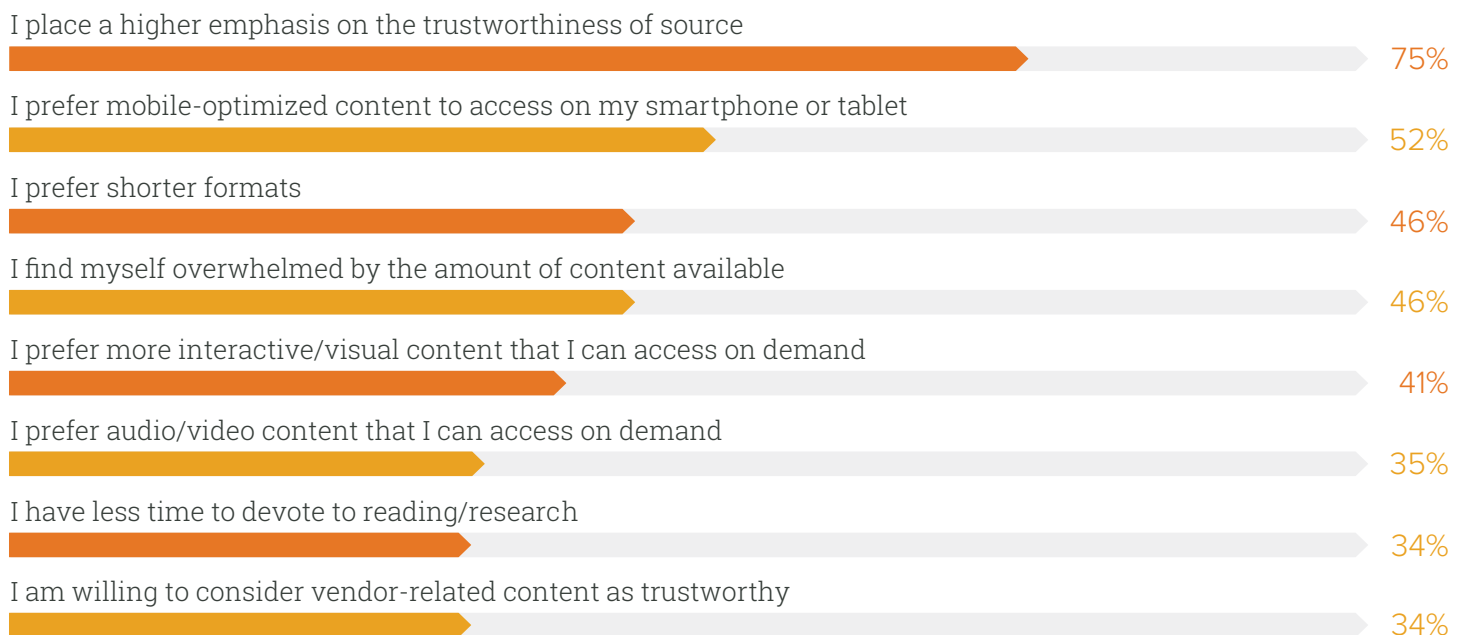 I place a higher emphasis on the trustworthiness of source
75%
I prefer mobile-optimized content to access on my smartphone or tablet
52%
I prefer shorter formats
46%
I find myself overwhelmed by the amount of content available
46%
I prefer more interactive/visual content that I can access on demand
41%
I prefer audio/video content that I can access on demand
35%
I have less time to devote to reading/research
34%
I am willing to consider vendor-related content as trustworthy
34%